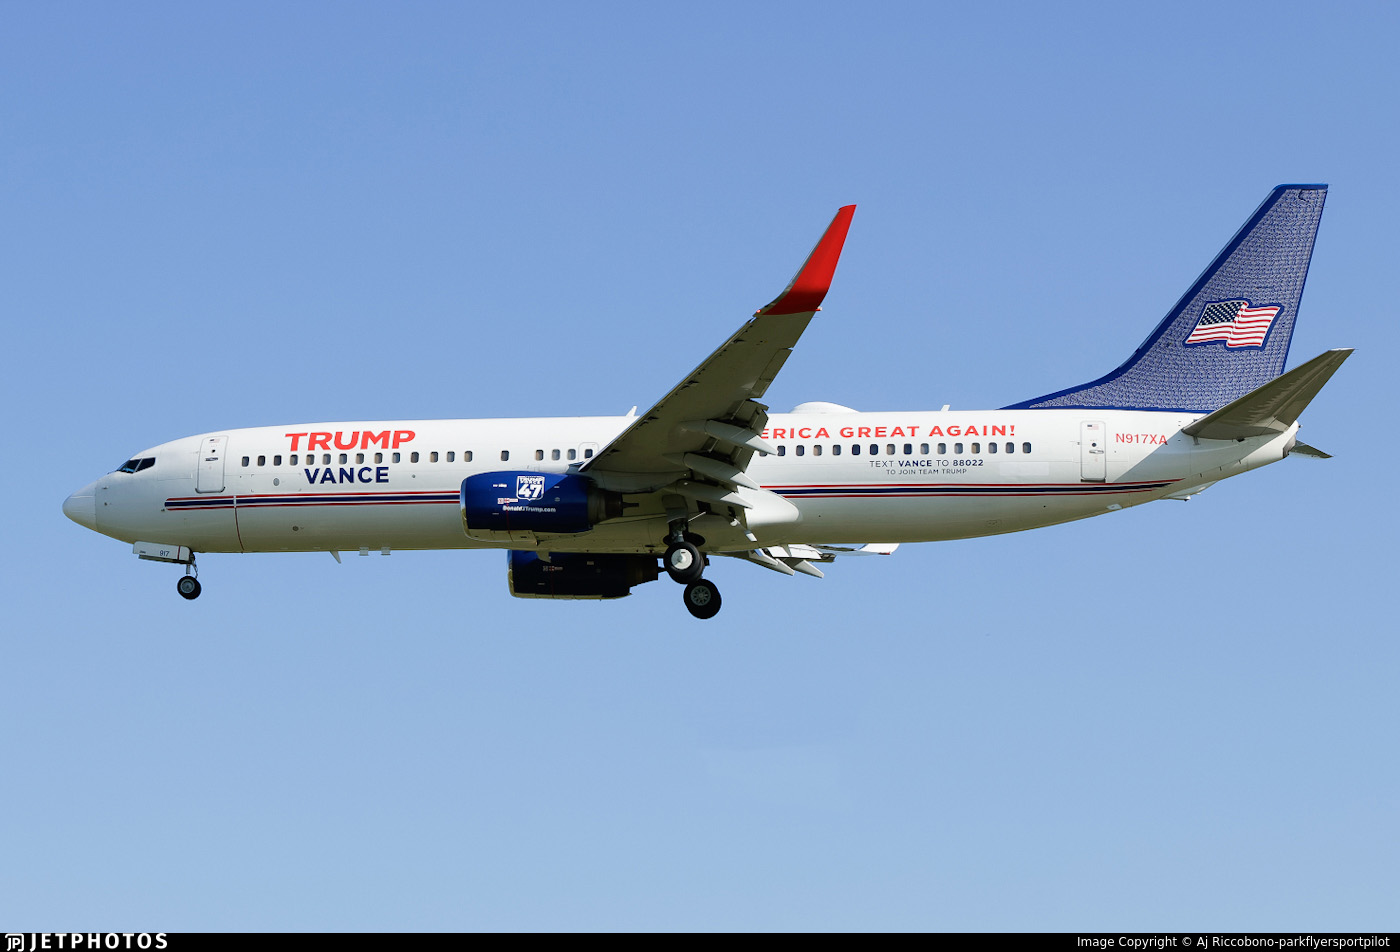 TRUMP
VANCE
ERICA GREAT AGAIN!
TEXT VANCE TO 88022
TO JOIN TEAM TRUMP
N917XA
47
DonaldJTrump.com
917
JETPHOTOS
Image Copyright © Aj Riccobono-parkflyersportpilot